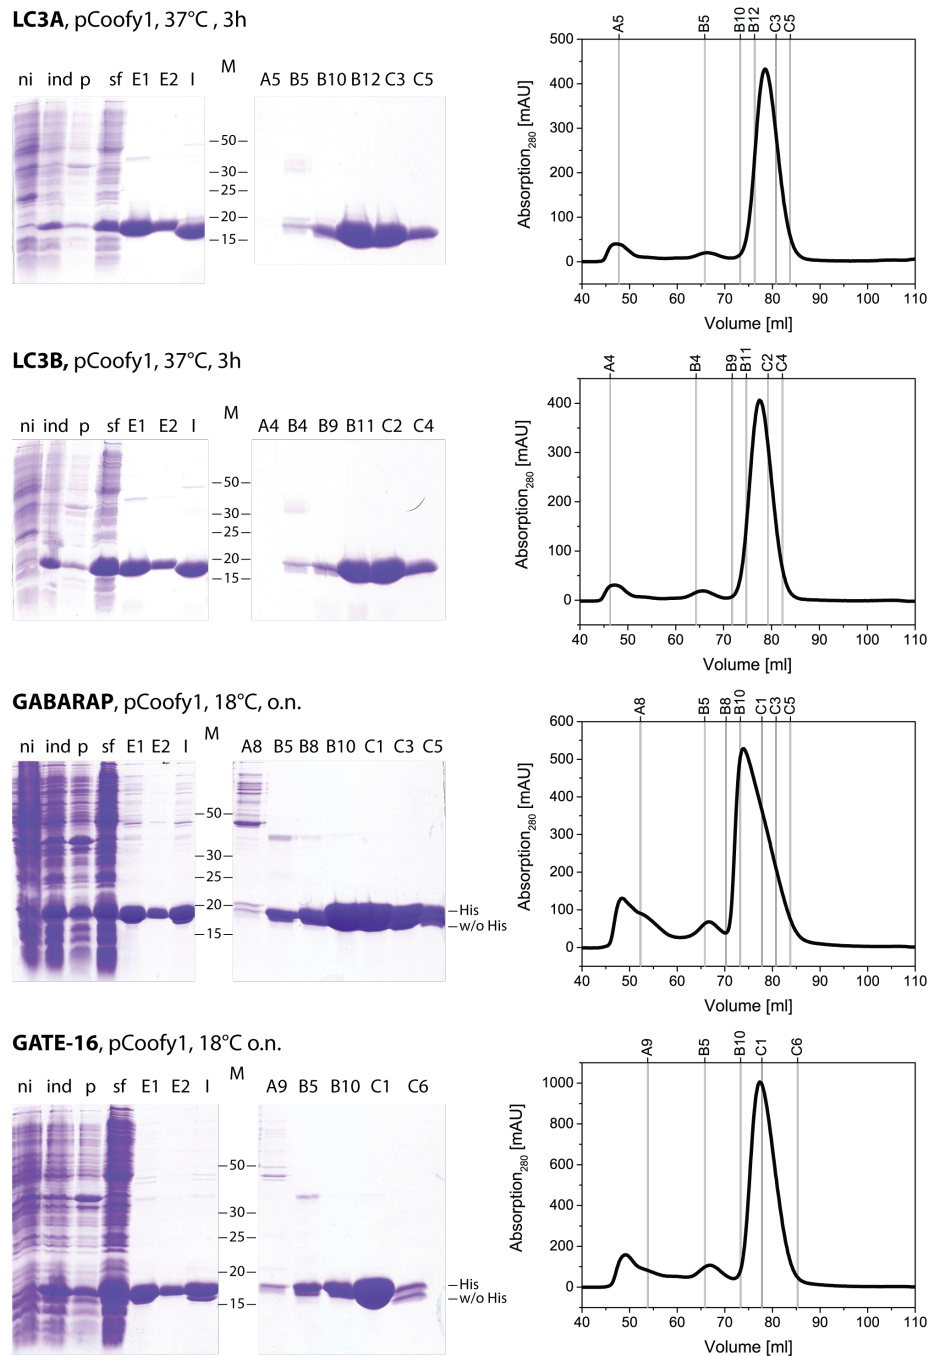 LC3A, pCoofy1, 37°C , 3h
M
ni ind p sf E1 E2 I
A5 B5 B10 B12 C3 C5
50
30
25
20
15
A5 B5 B10 B12 C3 C5
500
400
300
200
100
0
Absorption280 [mAU]
40 50 60 70 80 90 100 110
Volume [ml]
LC3B, pCoofy1, 37°C, 3h
M
ni ind p sf E1 E2 I
A4 B4 B9 B11 C2 C4
50
30
25
20
15
A4 B4 B9 B11 C2 C4
400
300
200
100
0
Absorption280 [mAU]
40 50 60 70 80 90 100 110
Volume [ml]
GABARAP, pCoofy1, 18°C, o.n.
M
ni ind p sf E1 E2 I
A8 B5 B8 B10 C1 C3 C5
50
30
25
20
15
His
w/o His
A8 B5 B8 B10 C1 C3 C5
600
500
400
300
200
100
0
Absorption280 [mAU]
40 50 60 70 80 90 100 110
Volume [ml]
GATE-16, pCoofy1, 18°C o.n.
M
ni ind p sf E1 E2 I
A9 B5 B10 C1 C6
50
30
25
20
15
His
w/o His
A9 B5 B10 C1 C6
1000
800
600
400
200
0
Absorption280 [mAU]
40 50 60 70 80 90 100 110
Volume [ml]